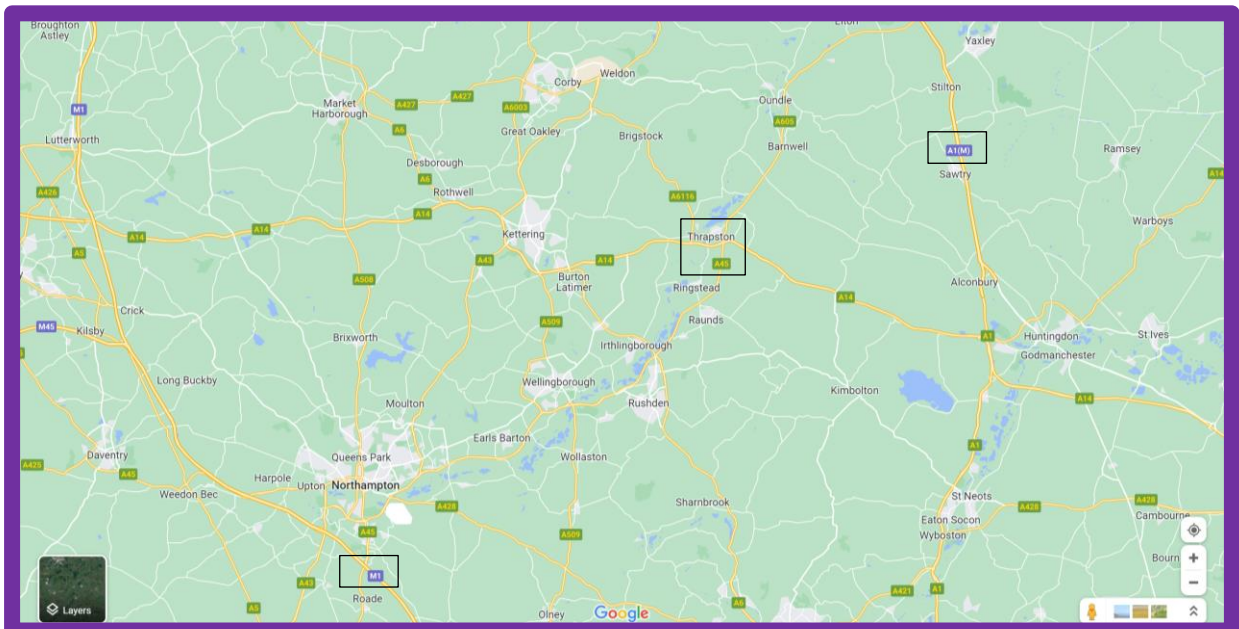 Broughton
Astley
Yaxley
Corby
Weldon
Stilton
A427
A427
A6003
Oundle
Market
Harborough
M1
A6
Great Oakley
Brigstock
A605
Lutterworth
Barnwell
A1(M)
Ramsey
Desborough
Sawtry
A14
A6
Rothwell
A426
A6116
A14
Warboys
A14
A14
Kettering
Thrapston
A5
A43
A14
A45
Burton
Latimer
A508
Ringstead
Alconbury
A14
Crick
A509
Raunds
M45
Kilsby
Brixworth
Irthlingborough
A1
Huntingdon
St Ives
Godmanchester
Long Buckby
Wellingborough
Kimbolton
Moulton
Rushden
A14
Earls Barton
A1
Daventry
Queens Park
Wollaston
A425
A45
Harpole
Upton
Northampton
Weedon Bec
Sharnbrook
St Neots
A428
A428
A428
Eaton Socon
Cambourne
A45
A509
Wyboston
Bourn
M1
A43
A421
A1
Roade
A5
Olney
A6
Layers
Google